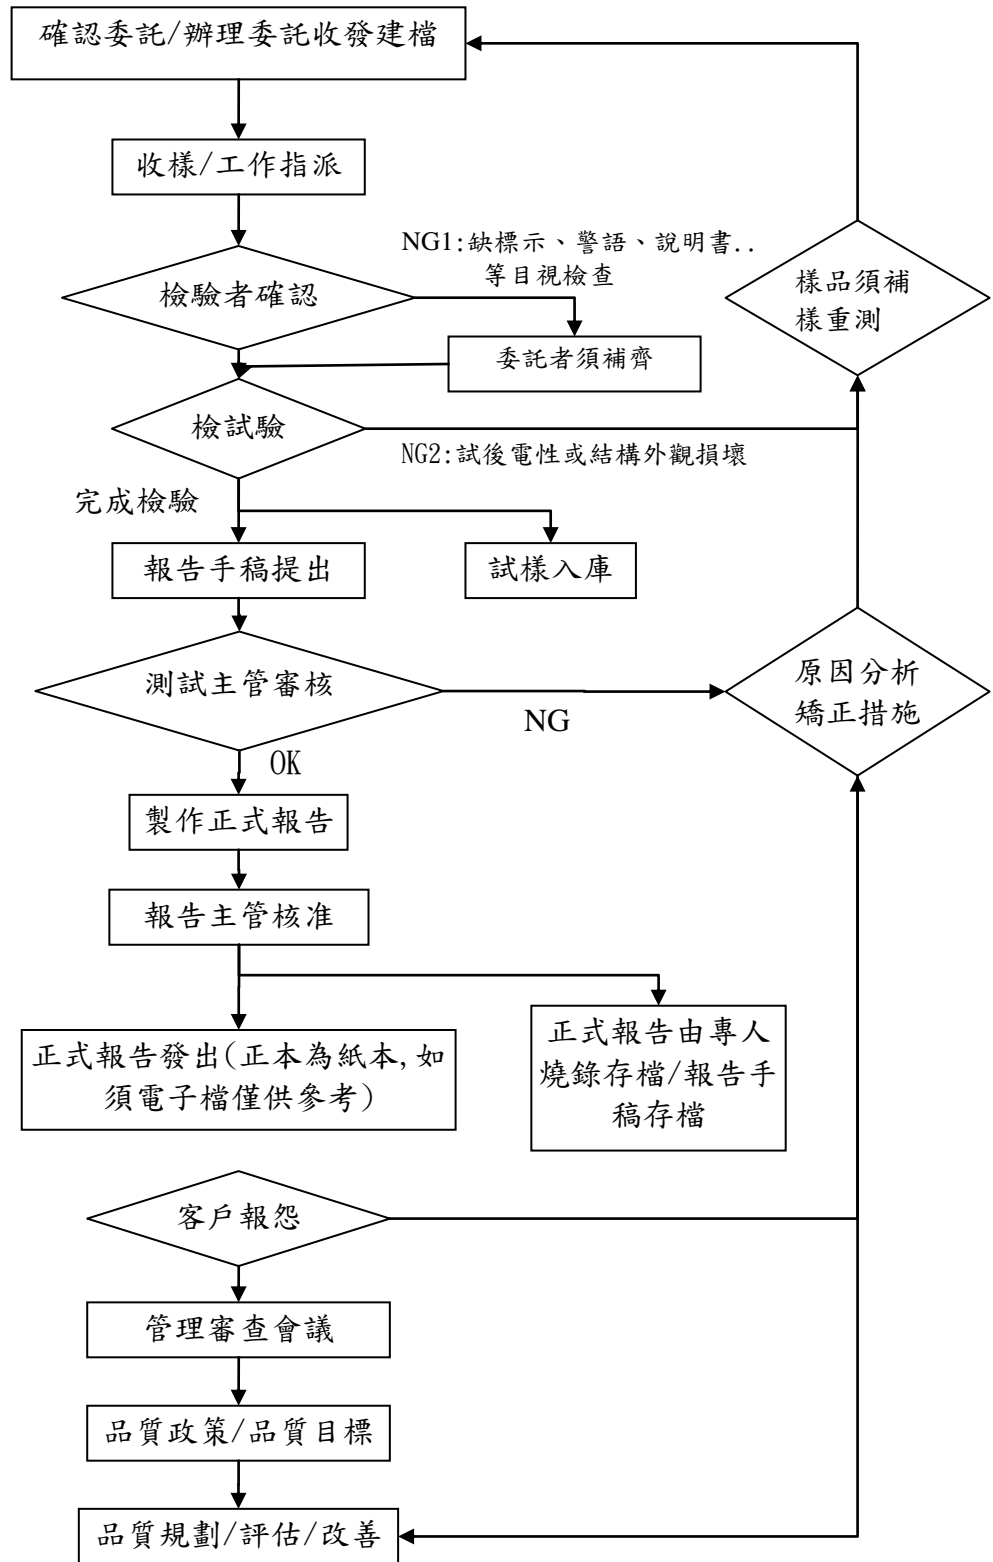 確認委託/辦理委託收發建檔
收樣/工作指派
NG1:缺標示、警語、說明書..
等目視檢查
檢驗者確認
樣品須補
樣重測
委託者須補齊
檢試驗
NG2:試後電性或結構外觀損壞
完成檢驗
報告手稿提出
試樣入庫
測試主管審核
原因分析
矯正措施
NG
OK
製作正式報告
報告主管核准
正式報告發出(正本為紙本,如
須電子檔僅供參考)
正式報告由專人
燒錄存檔/報告手
稿存檔
客戶報怨
管理審查會議
品質政策/品質目標
品質規劃/評估/改善